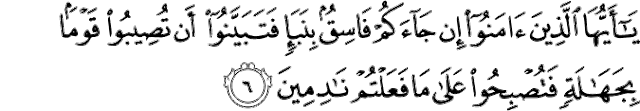 يَـٰٓأَيُّهَا ٱلَّذِينَ ءَامَنُوٓا۟ إِن جَآءَكُمْ فَاسِقٌۢ بِنَبَإٍ فَتَبَيَّنُوٓا۟ أَن تُصِيبُوا۟ قَوْمًۢا
بِجَهَـٰلَةٍ فَتُصْبِحُوا۟ عَلَىٰ مَا فَعَلْتُمْ نَـٰدِمِينَ ٦